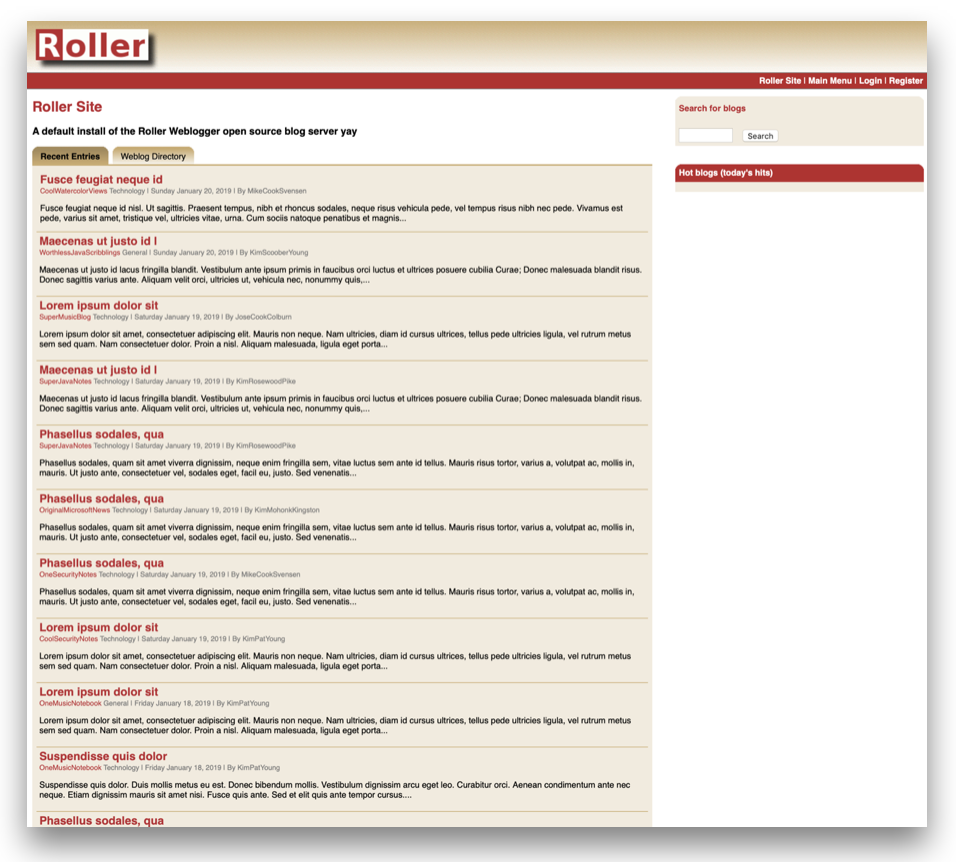 Roller
Roller Site | Main Menu | Login | Register
Roller Site
A default install of the Roller Weblogger open source blog server yay
Recent Entries
Weblog Directory
Fusce feugiat neque id
CoolWatercolorViews Technology | Sunday January 20, 2019 | By MikeCookSvensen
Fusce feugiat neque id nisl. Ut sagittis. Praesent tempus, nibh et rhoncus sodales, neque risus vehicula pede, vel tempus risus nibh nec pede. Vivamus est
pede, varius sit amet, tristique vel, ultricies vitae, urna. Cum sociis natoque penatibus et magnis...
Maecenas ut justo id l
WorthlessJavaScribblings General | Sunday January 20, 2019 | By KimScooberYoung
Maecenas ut justo id lacus fringilla blandit. Vestibulum ante ipsum primis in faucibus orci luctus et ultrices posuere cubilia Curae; Donec malesuada blandit risus.
Donec sagittis varius ante. Aliquam velit orci, ultricies ut, vehicula nec, nonummy quis,...
Lorem ipsum dolor sit
SuperMusicBlog Technology | Saturday January 19, 2019 | By JoseCookColburn
Lorem ipsum dolor sit amet, consectetuer adipiscing elit. Mauris non neque. Nam ultricies, diam id cursus ultrices, tellus pede ultricies ligula, vel rutrum metus
sem sed quam. Nam consectetuer dolor. Proin a nisl. Aliquam malesuada, ligula eget porta...
Maecenas ut justo id l
SuperJavaNotes Technology | Saturday January 19, 2019 | By KimRosewoodPike
Maecenas ut justo id lacus fringilla blandit. Vestibulum ante ipsum primis in faucibus orci luctus et ultrices posuere cubilia Curae; Donec malesuada blandit risus.
Donec sagittis varius ante. Aliquam velit orci, ultricies ut, vehicula nec, nonummy quis,...
Phasellus sodales, qua
SuperJavaNotes Technology | Saturday January 19, 2019 | By KimRosewoodPike
Phasellus sodales, quam sit amet viverra dignissim, neque enim fringilla sem, vitae luctus sem ante id tellus. Mauris risus tortor, varius a, volutpat ac, mollis in,
mauris. Ut justo ante, consectetuer vel, sodales eget, facil eu, justo. Sed venenatis...
Phasellus sodales, qua
OriginalMicrosoftNews Technology | Saturday January 19, 2019 | By KimMohonkKingston
Phasellus sodales, quam sit amet viverra dignissim, neque enim fringilla sem, vitae luctus sem ante id tellus. Mauris risus tortor, varius a, volutpat ac, mollis in,
mauris. Ut justo ante, consectetuer vel, sodales eget, facil eu, justo. Sed venenatis...
Phasellus sodales, qua
OneSecurityNotes Technology | Saturday January 19, 2019 | By MikeCookSvensen
Phasellus sodales, quam sit amet viverra dignissim, neque enim fringilla sem, vitae luctus sem ante id tellus. Mauris risus tortor, varius a, volutpat ac, mollis in,
mauris. Ut justo ante, consectetuer vel, sodales eget, facil eu, justo. Sed venenatis...
Lorem ipsum dolor sit
CoolSecurityNotes Technology | Saturday January 19, 2019 | By KimPatYoung
Lorem ipsum dolor sit amet, consectetuer adipiscing elit. Mauris non neque. Nam ultricies, diam id cursus ultrices, tellus pede ultricies ligula, vel rutrum metus
sem sed quam. Nam consectetuer dolor. Proin a nisl. Aliquam malesuada, ligula eget porta...
Lorem ipsum dolor sit
OneMusicNotebook General | Friday January 18, 2019 | By KimPatYoung
Lorem ipsum dolor sit amet, consectetuer adipiscing elit. Mauris non neque. Nam ultricies, diam id cursus ultrices, tellus pede ultricies ligula, vel rutrum metus
sem sed quam. Nam consectetuer dolor. Proin a nisl. Aliquam malesuada, ligula eget porta...
Suspendisse quis dolor
OneMusicNotebook Technology | Friday January 18, 2019 | By KimPatYoung
Suspendisse quis dolor. Duis mollis metus eu est. Donec bibendum mollis. Vestibulum dignissim arcu eget leo. Curabitur orci. Aenean condimentum ante nec
neque. Etiam dignissim mauris sit amet nisi. Fusce quis ante. Sed et elit quis ante tempor cursus....
Phasellus sodales, qua
Search for blogs
Search
Hot blogs (today's hits)